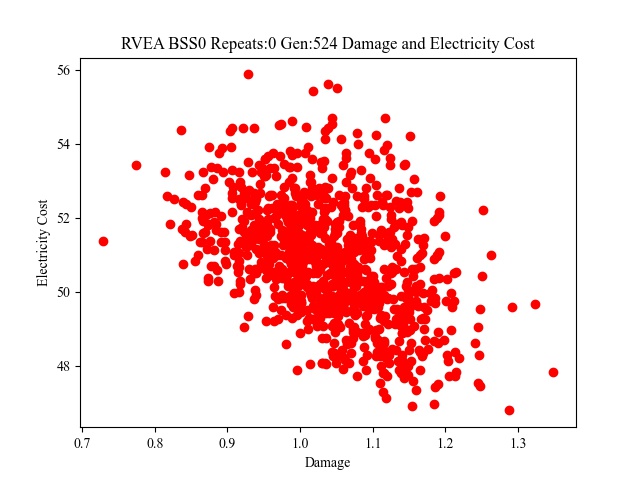 RVEA BSS0 Repeats:0 Gen:524 Damage and Electricity Cost
56
54
52
50
48
Electricity Cost
0.7 0.8 0.9 1.0 1.1 1.2 1.3
Damage